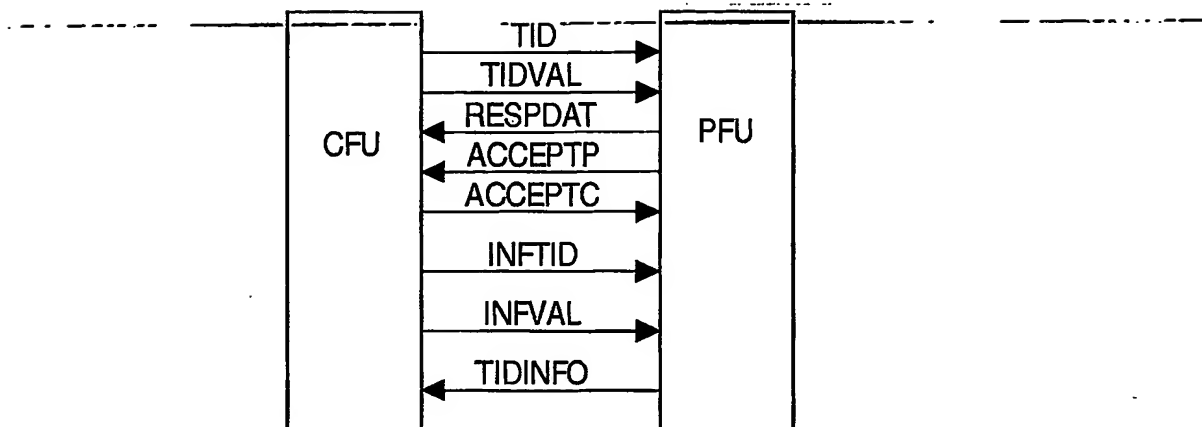 TID
TIDVAL
RESPDAT
CFU
PFU
ACCEPTP
ACCEPTC
INFTID
INFVAL
TIDINFO